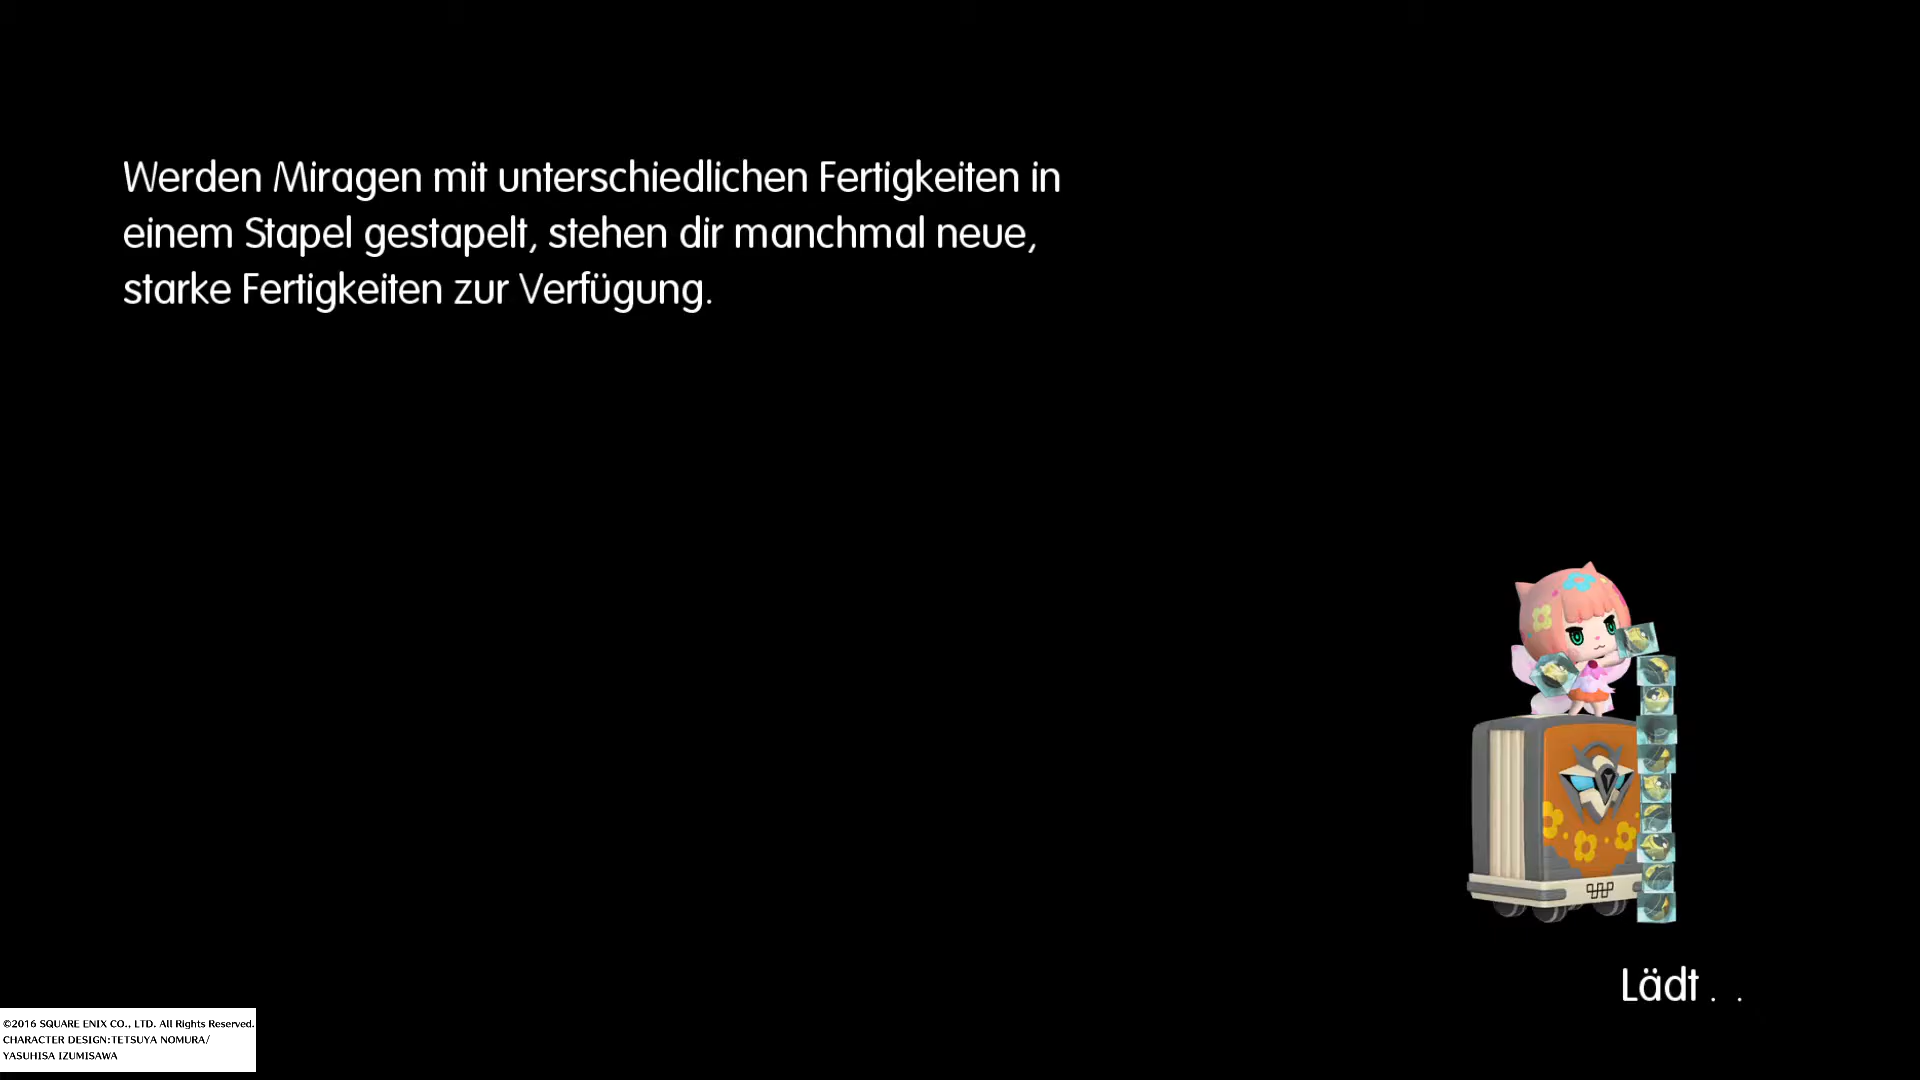 Werden Miragen mit unterschiedlichen Fertigkeiten in
einem Stapel gestapelt, stehen dir manchmal neue,
starke Fertigkeiten zur Verfügung.
Lädt . .
©2016 SQUARE ENIX CO., LTD. All Rights Reserved.
CHARACTER DESIGN:TETSUYA NOMURA/
YASUHISA IZUMISAWA